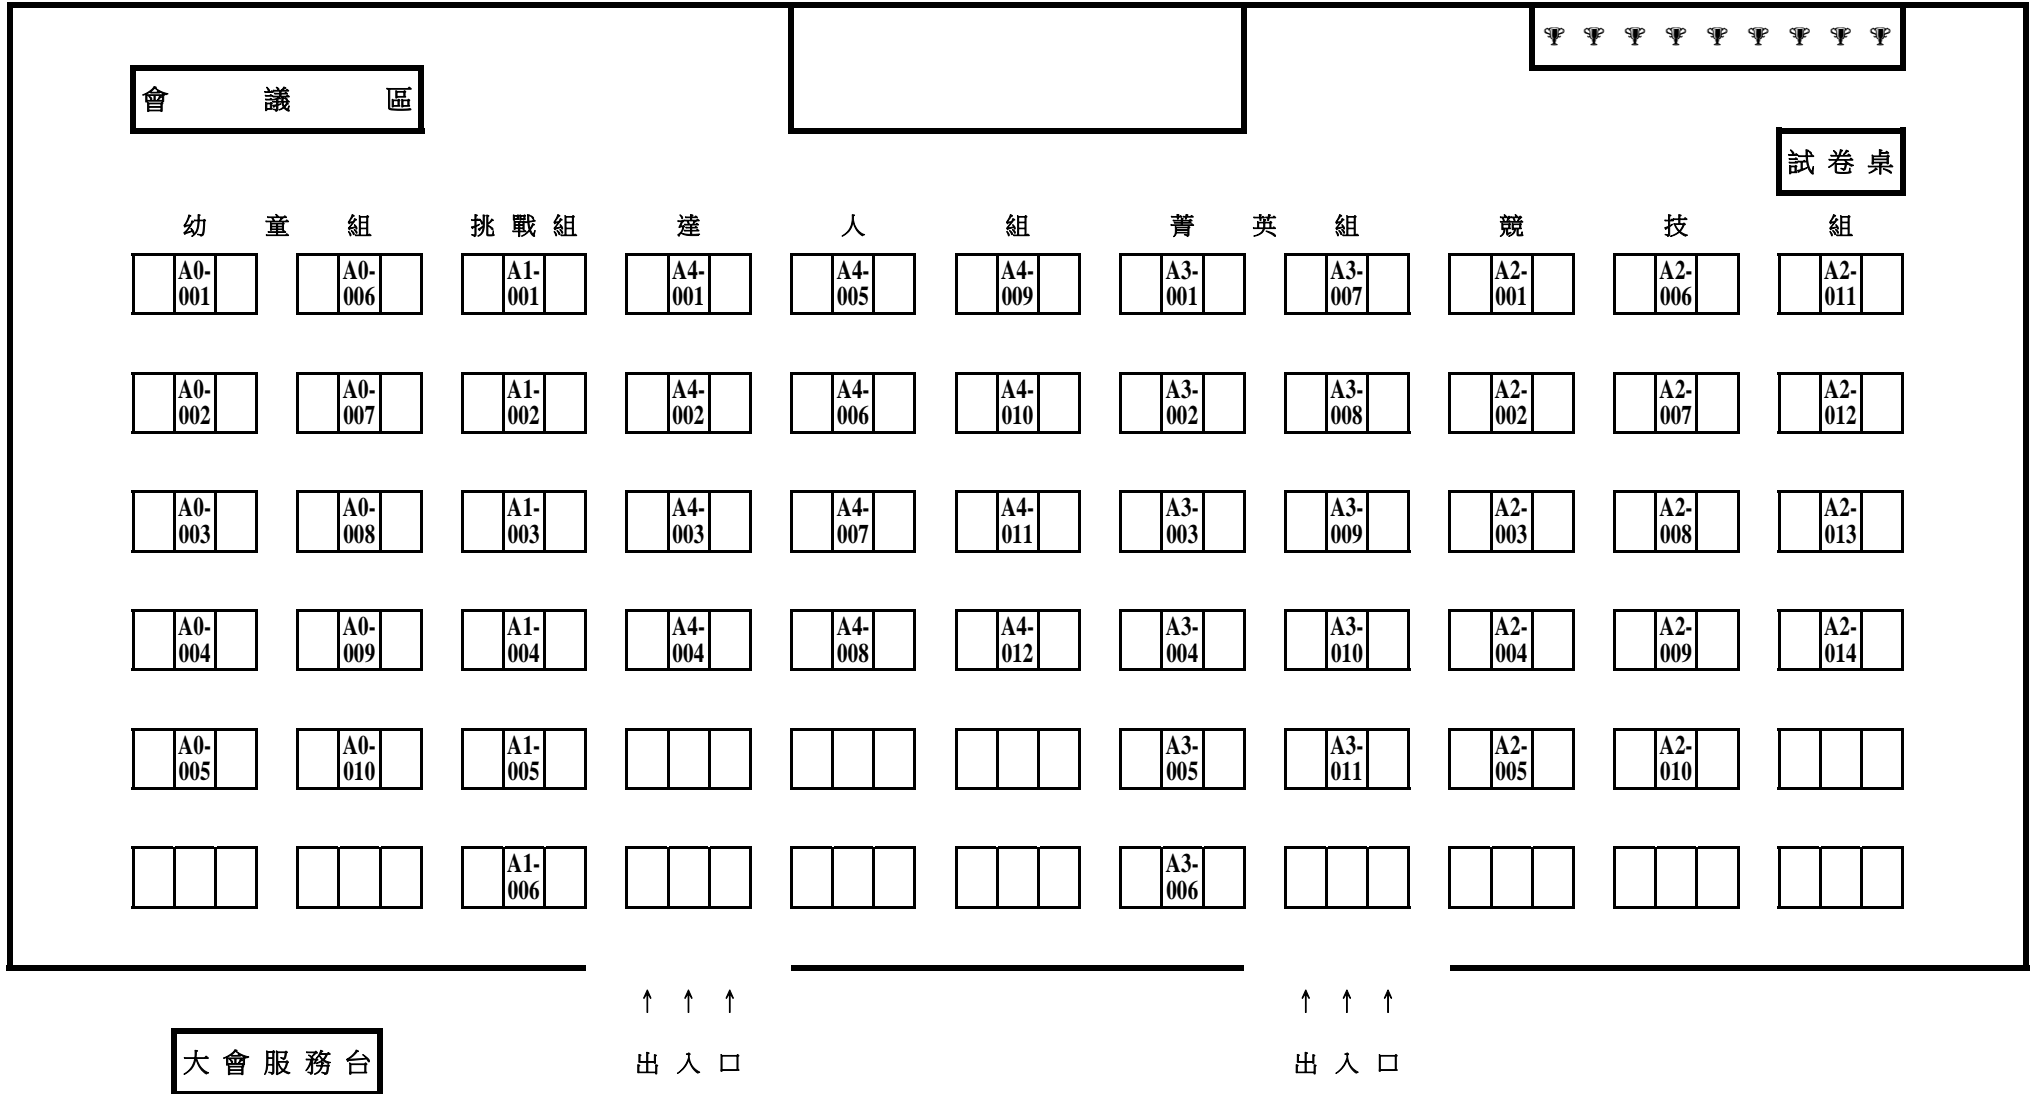 🏆 🏆 🏆 🏆 🏆 🏆 🏆 🏆 🏆
會議區
試卷桌
幼童組 挑戰組 達人組 菁英組 競技組
A0-001 A0-006 A1-001 A4-001 A4-005 A4-009 A3-001 A3-007 A2-001 A2-006 A2-011
A0-002 A0-007 A1-002 A4-002 A4-006 A4-010 A3-002 A3-008 A2-002 A2-007 A2-012
A0-003 A0-008 A1-003 A4-003 A4-007 A4-011 A3-003 A3-009 A2-003 A2-008 A2-013
A0-004 A0-009 A1-004 A4-004 A4-008 A4-012 A3-004 A3-010 A2-004 A2-009 A2-014
A0-005 A0-010 A1-005 A3-005 A3-011 A2-005 A2-010
A1-006 A3-006
↑ ↑ ↑ ↑ ↑ ↑
大會服務台 出入口 出入口